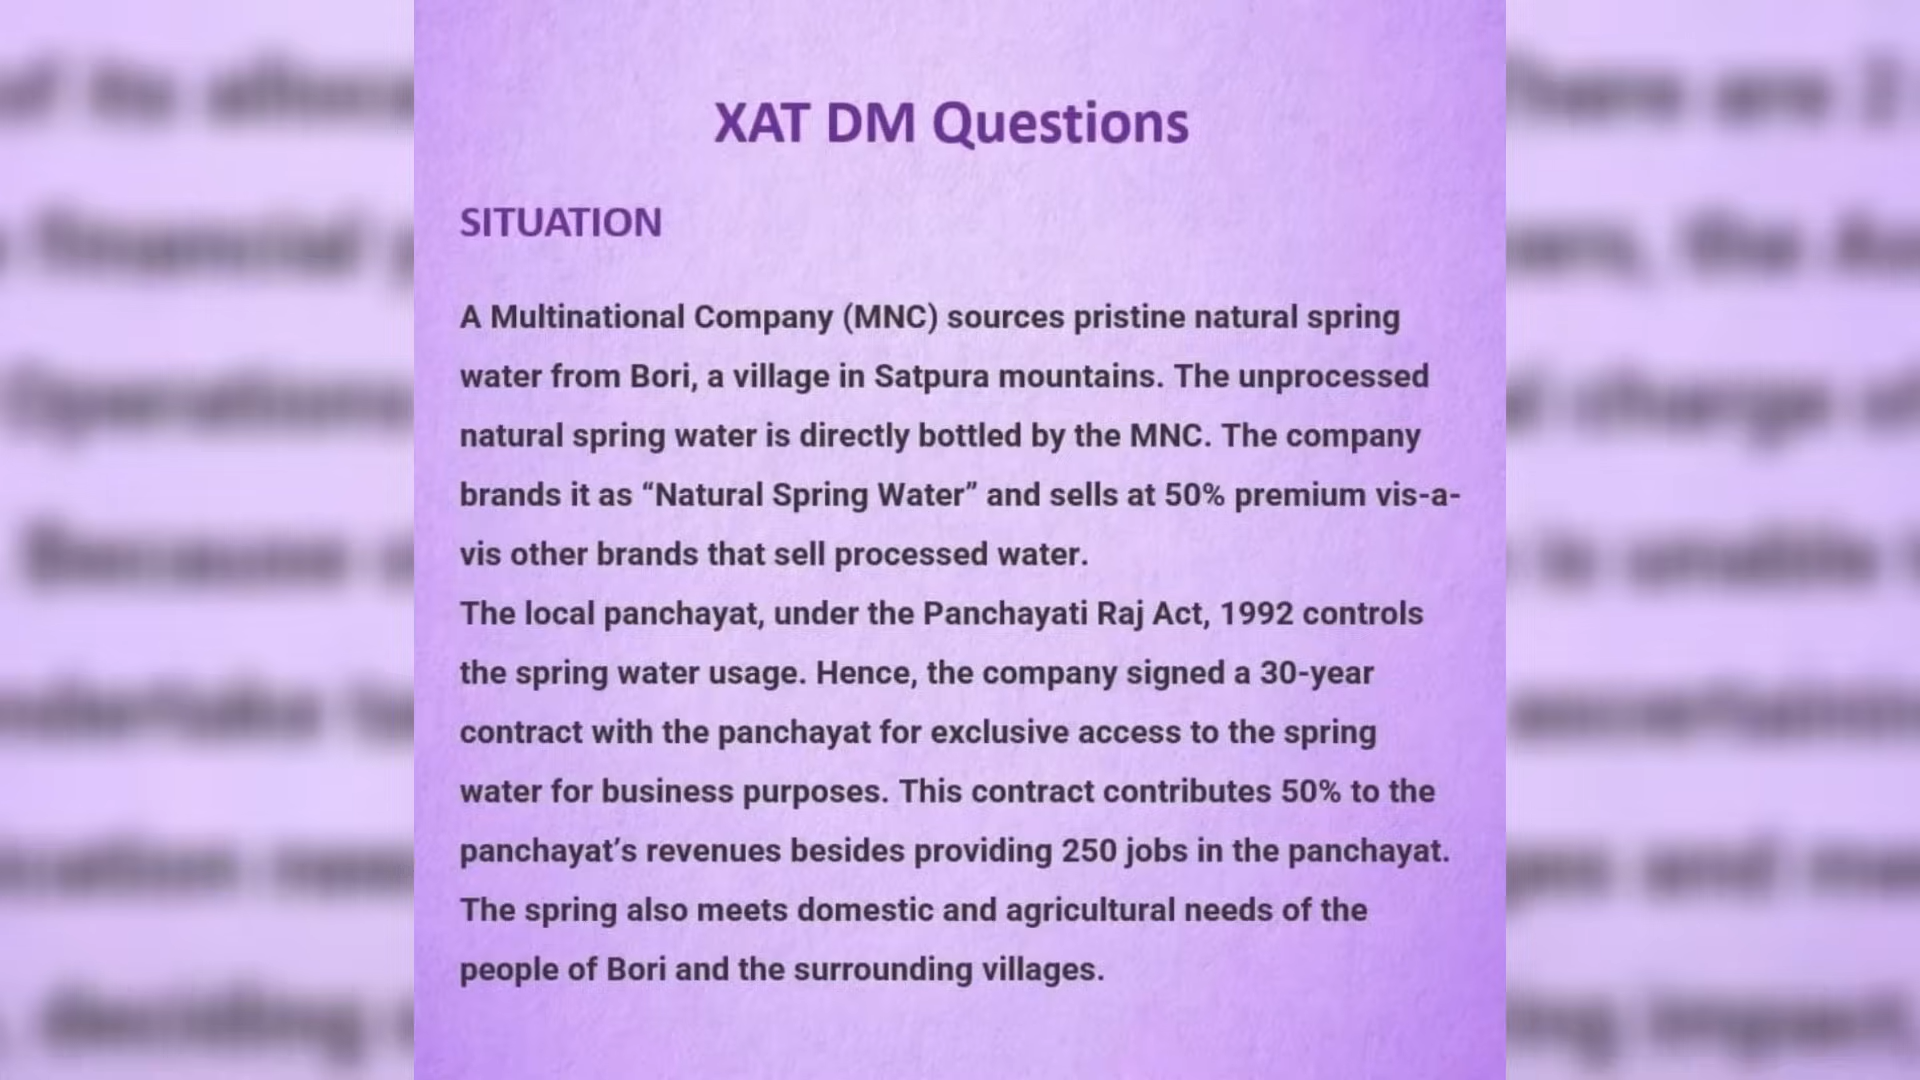 XAT DM Questions
SITUATION
A Multinational Company (MNC) sources pristine natural spring
water from Bori, a village in Satpura mountains. The unprocessed
natural spring water is directly bottled by the MNC. The company
brands it as “Natural Spring Water” and sells at 50% premium vis-a-
vis other brands that sell processed water.
The local panchayat, under the Panchayati Raj Act, 1992 controls
the spring water usage. Hence, the company signed a 30-year
contract with the panchayat for exclusive access to the spring
water for business purposes. This contract contributes 50% to the
panchayat’s revenues besides providing 250 jobs in the panchayat.
The spring also meets domestic and agricultural needs of the
people of Bori and the surrounding villages.